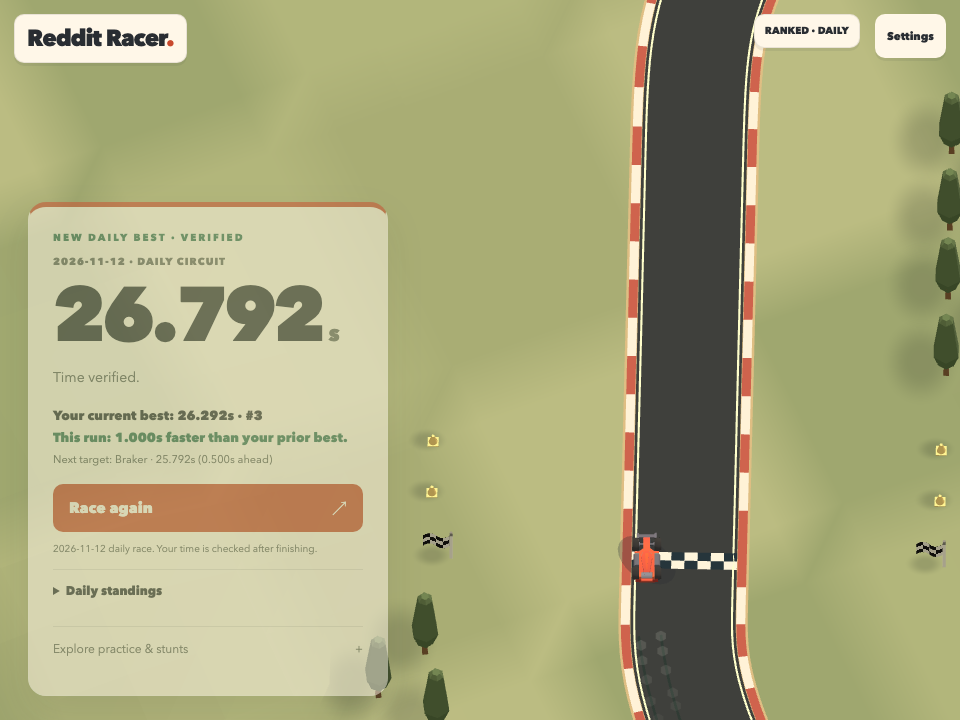 Reddit Racer.
RANKED · DAILY
Settings
NEW DAILY BEST · VERIFIED
2026-11-12 · DAILY CIRCUIT
26.792 s
Time verified.
Your current best: 26.292s · #3
This run: 1.000s faster than your prior best.
Next target: Braker · 25.792s (0.500s ahead)
Race again ↗
2026-11-12 daily race. Your time is checked after finishing.
▸ Daily standings
Explore practice & stunts +